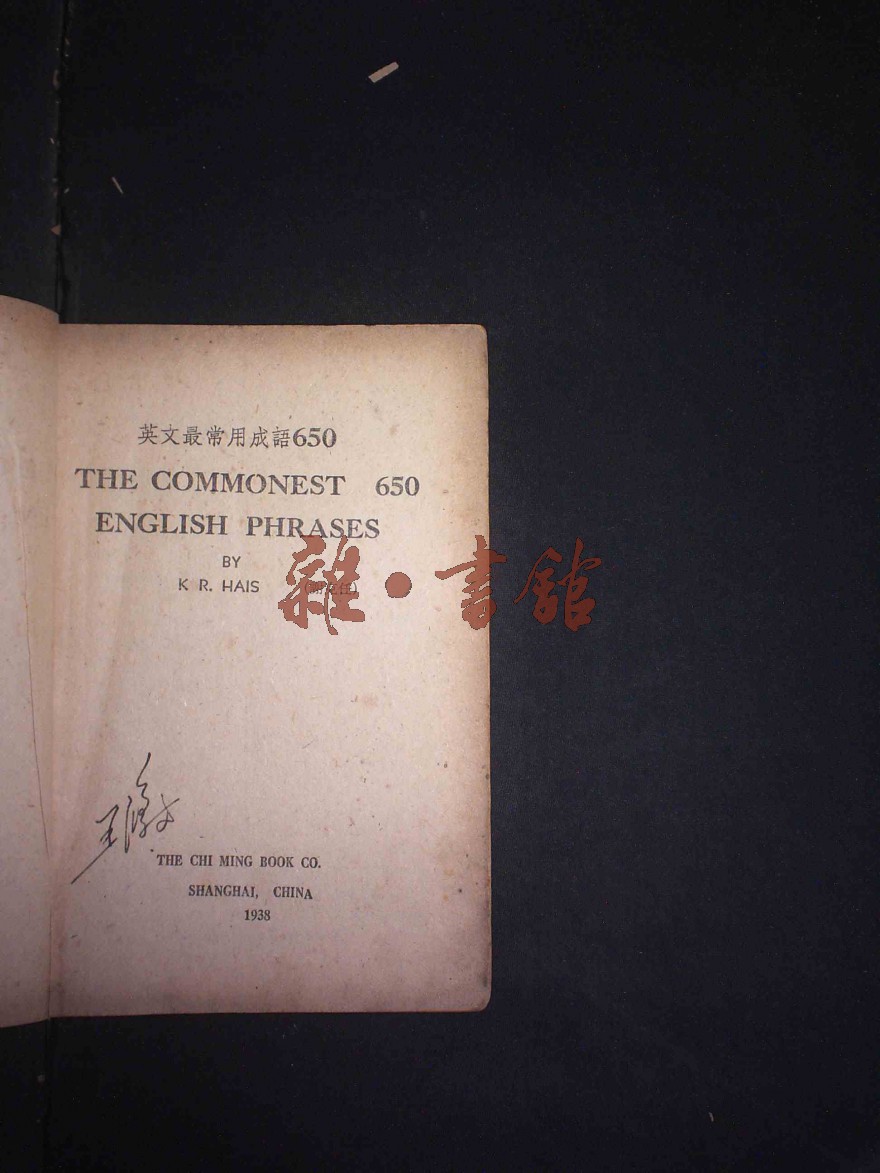 英文最常用成語650
THE COMMONEST 650
ENGLISH PHRASES
BY
K. R. HAIS
雜·書館
THE CHI MING BOOK CO.
SHANGHAI, CHINA
1938